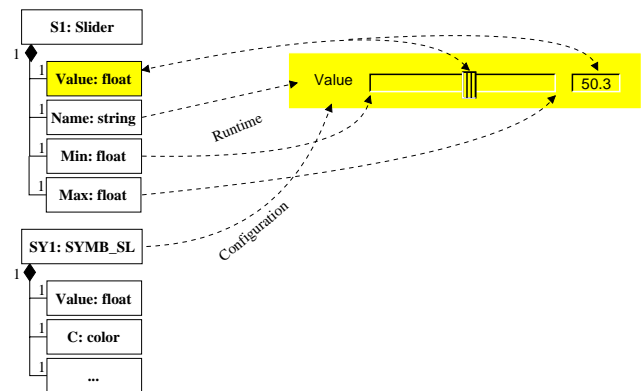 S1: Slider
1
1
Value: float
1
Name: string
1
Min: float
1
Max: float
Value
50.3
Runtime
Configuration
SY1: SYMB_SL
1
1
Value: float
1
C: color
1
...